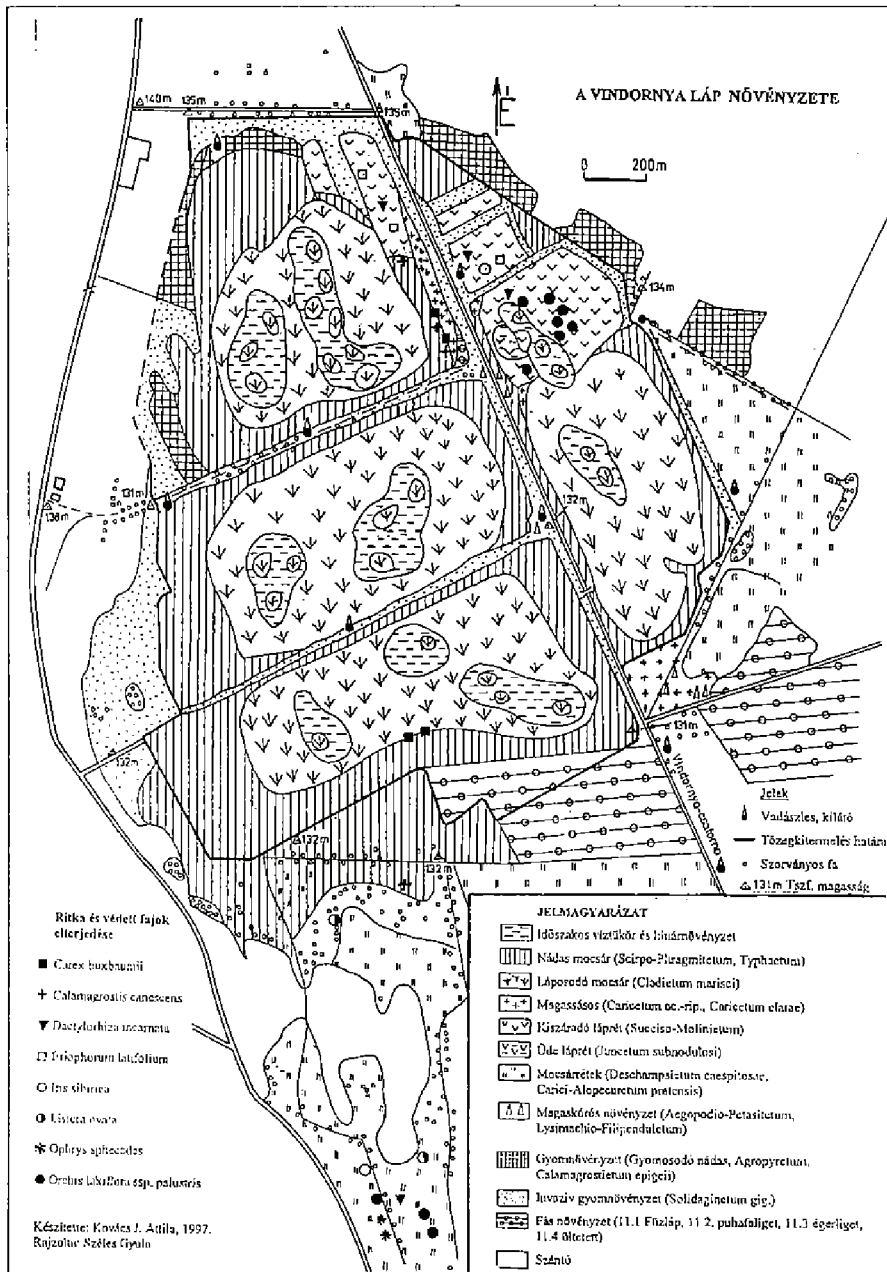 A VINDORNYA LÁP NÖVÉNYZETE
É
0 200m
140m
135m
139m
134m
131m
138m
132m
132m
131m
132m
132m
Vindornya-csatorna
Jelek
Vadászles, kilátó
Tőzegkitermelés határa
Szórványos fa
131m Tszf. magasság
Ritka és védett fajok
elterjedése
Carex buxbaumii
Calamagrostis canescens
Dactylorhiza incarnata
Eriophorum latifolium
Iris sibirica
Listera ovata
Ophrys sphecodes
Orchis laxiflora ssp. palustris
Készítette: Kovács J. Attila, 1997.
Rajzolta: Széles Gyula
JELMAGYARÁZAT
Időszakos víztükör és hínárnövényzet
Nádas mocsár (Scirpo-Phragmitetum, Typhaetum)
Láposodó mocsár (Cladietum marisci)
Magassásos (Caricetum ac.-rip., Caricetum elatae)
Kiszáradó láprét (Succiso-Molinietum)
Üde láprét (Juncetum subnodulosi)
Mocsárrétek (Deschampsietum caespitosae,
Carici-Alopecuretum pratensis)
Magaskórós növényzet (Aegopodio-Petasitetum,
Lysimachio-Filipenduletum)
Gyomnövényzet (Gyomosodó nádas, Agropyretum,
Calamagrostietum epigeii)
Invazív gyomnövényzet (Solidaginetum gig.)
Fás növényzet (11.1 Fűzláp, 11.2. puhafaliget, 11.3 égerliget,
11.4 ültetett)
Szántó